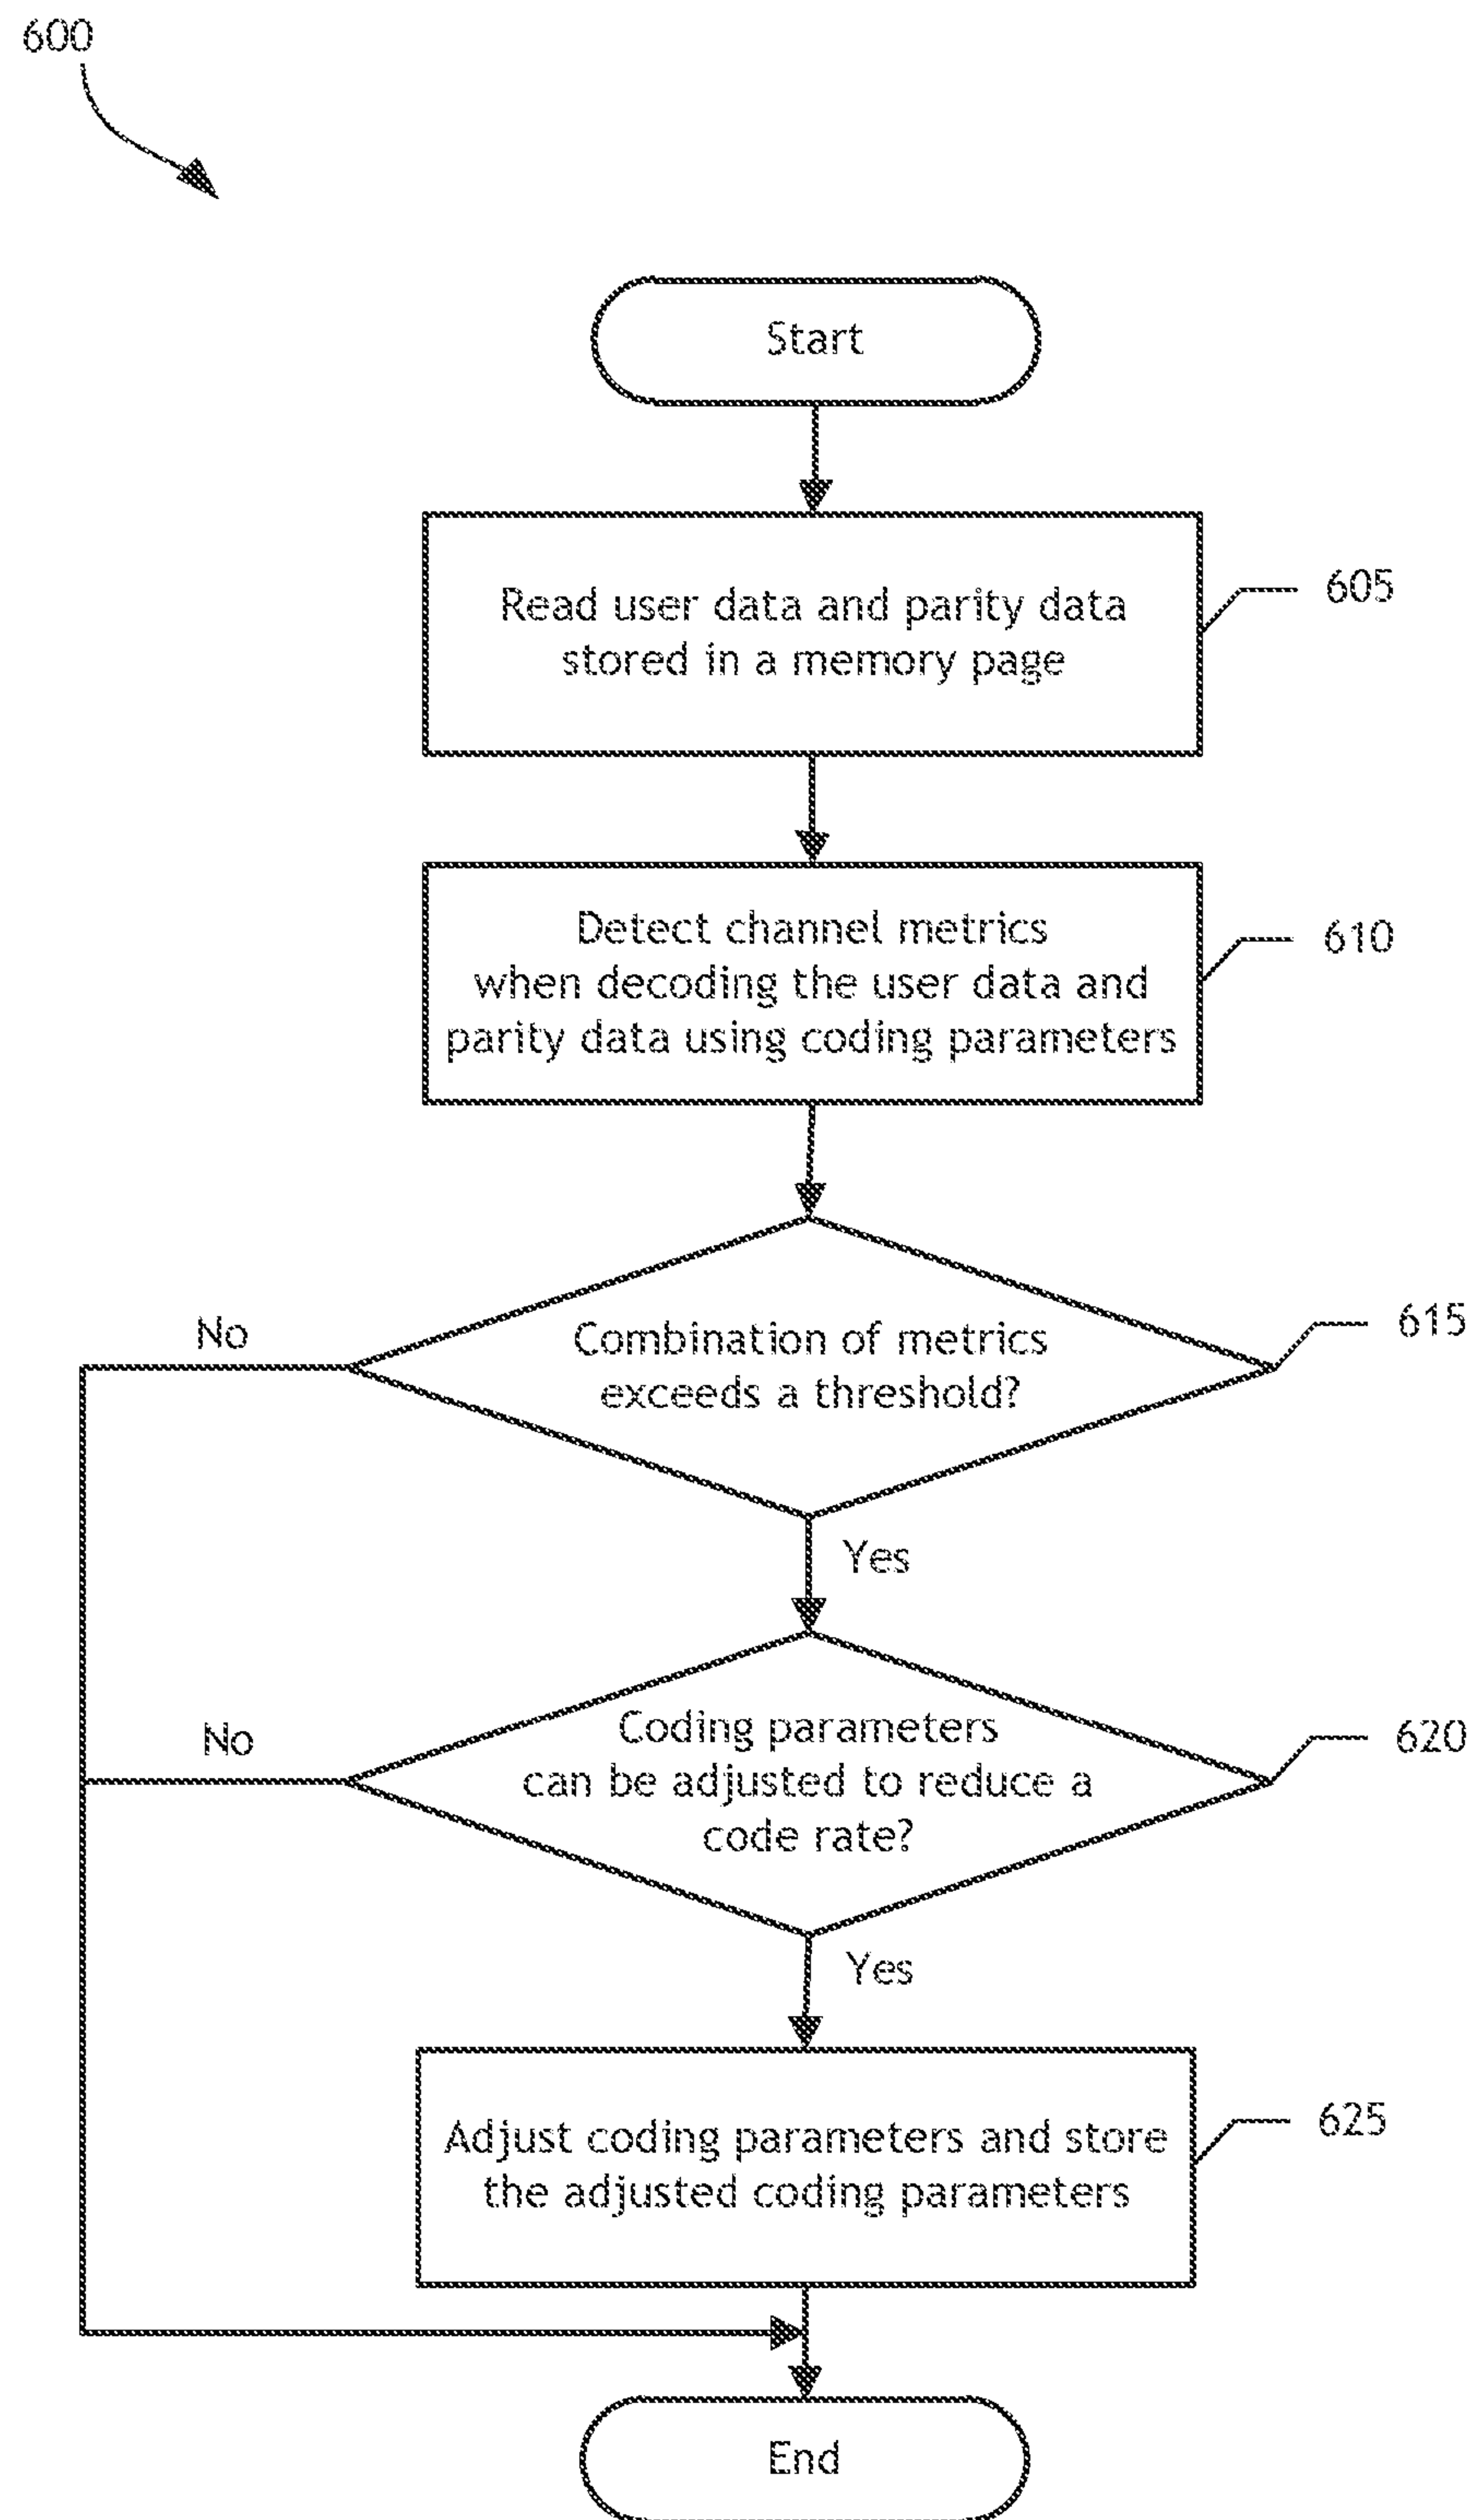 600
Start
Read user data and parity data
stored in a memory page
605
Detect channel metrics
when decoding the user data and
parity data using coding parameters
610
No
Combination of metrics
exceeds a threshold?
615
Yes
No
Coding parameters
can be adjusted to reduce a
code rate?
620
Yes
Adjust coding parameters and store
the adjusted coding parameters
625
End